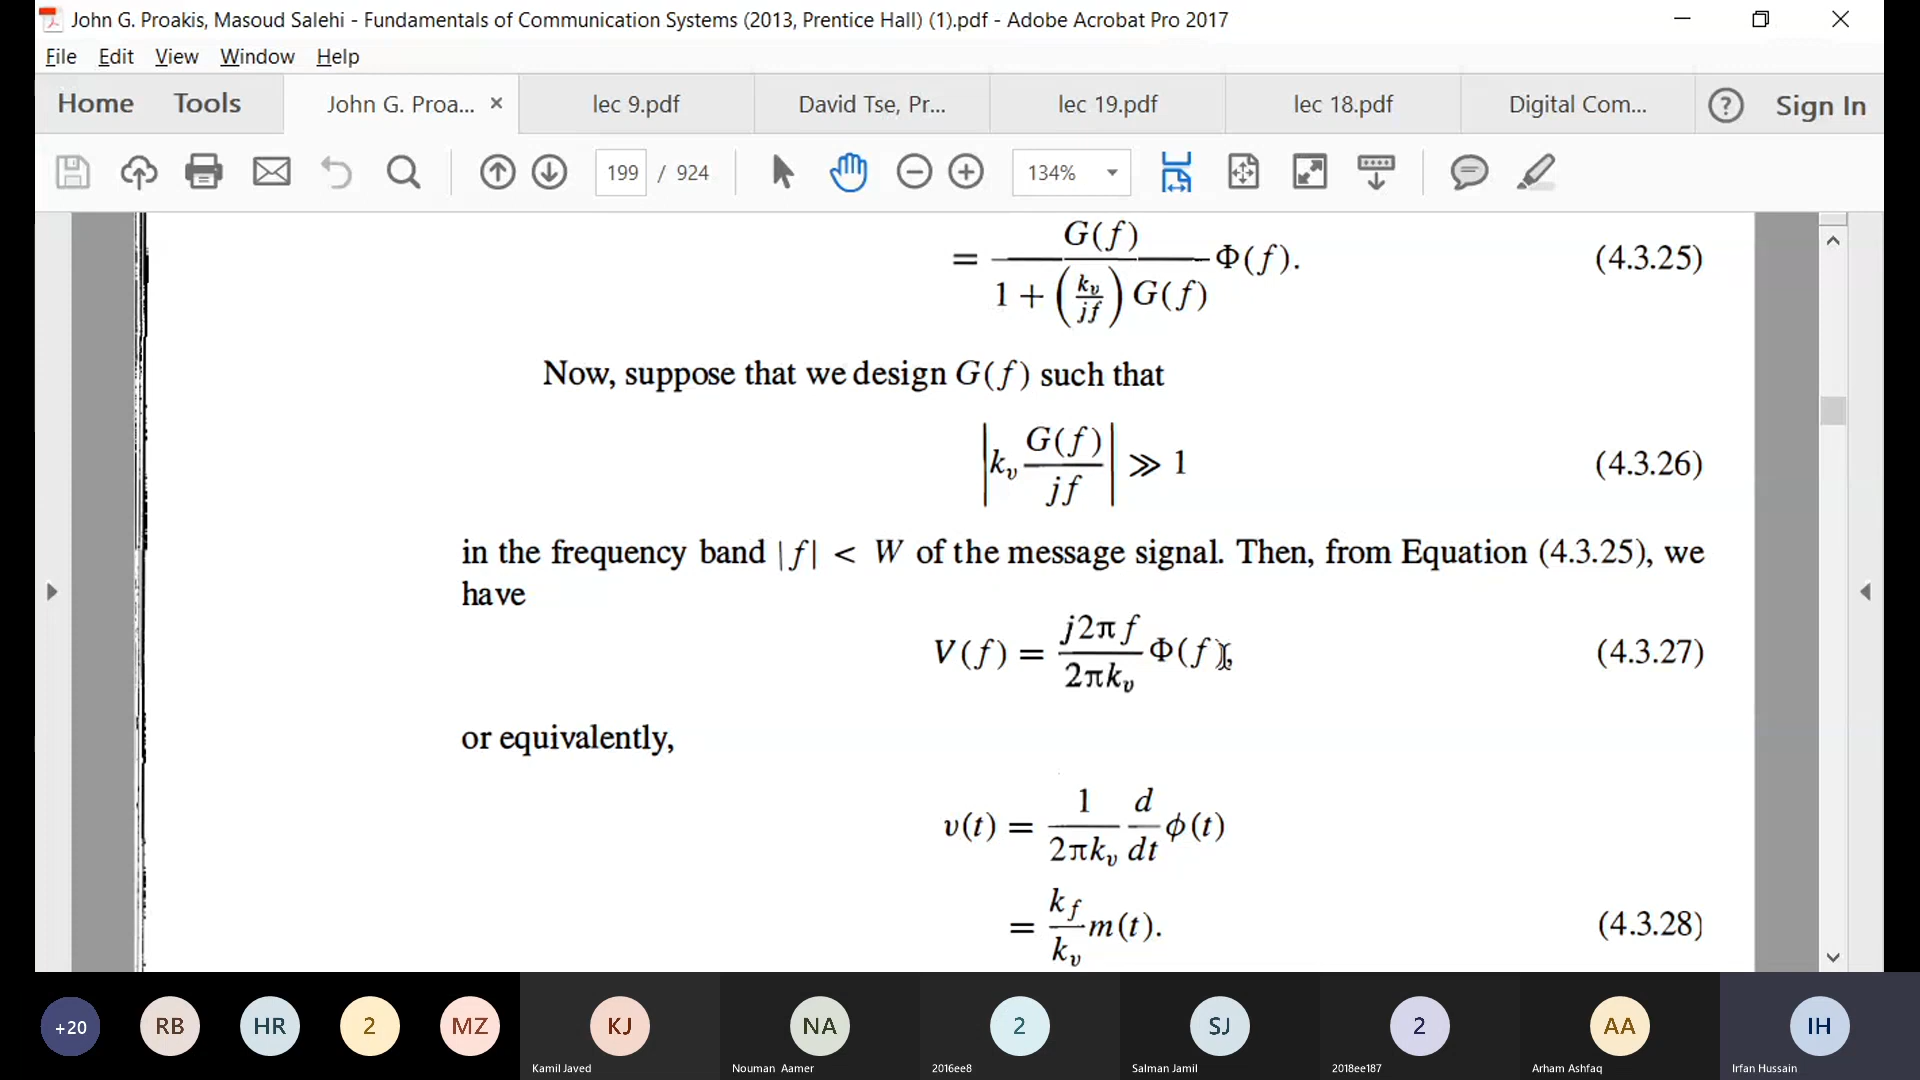 John G. Proakis, Masoud Salehi - Fundamentals of Communication Systems (2013, Prentice Hall) (1).pdf - Adobe Acrobat Pro 2017
File Edit View Window Help
Home Tools John G. Proa... × lec 9.pdf David Tse, Pr... lec 19.pdf lec 18.pdf Digital Com... ? Sign In
199 / 924 134%
= G(f) / (1 + (k_v / jf) G(f)) Φ(f). (4.3.25)
Now, suppose that we design G(f) such that
|k_v G(f) / jf| ≫ 1 (4.3.26)
in the frequency band |f| < W of the message signal. Then, from Equation (4.3.25), we
have
V(f) = j2πf / 2πk_v Φ(f), (4.3.27)
or equivalently,
v(t) = 1 / 2πk_v d / dt ϕ(t)
= k_f / k_v m(t). (4.3.28)
+20 RB HR 2 MZ KJ NA 2 SJ 2 AA IH
Kamil Javed Nouman Aamer 2016ee8 Salman Jamil 2018ee187 Arham Ashfaq Irfan Hussain